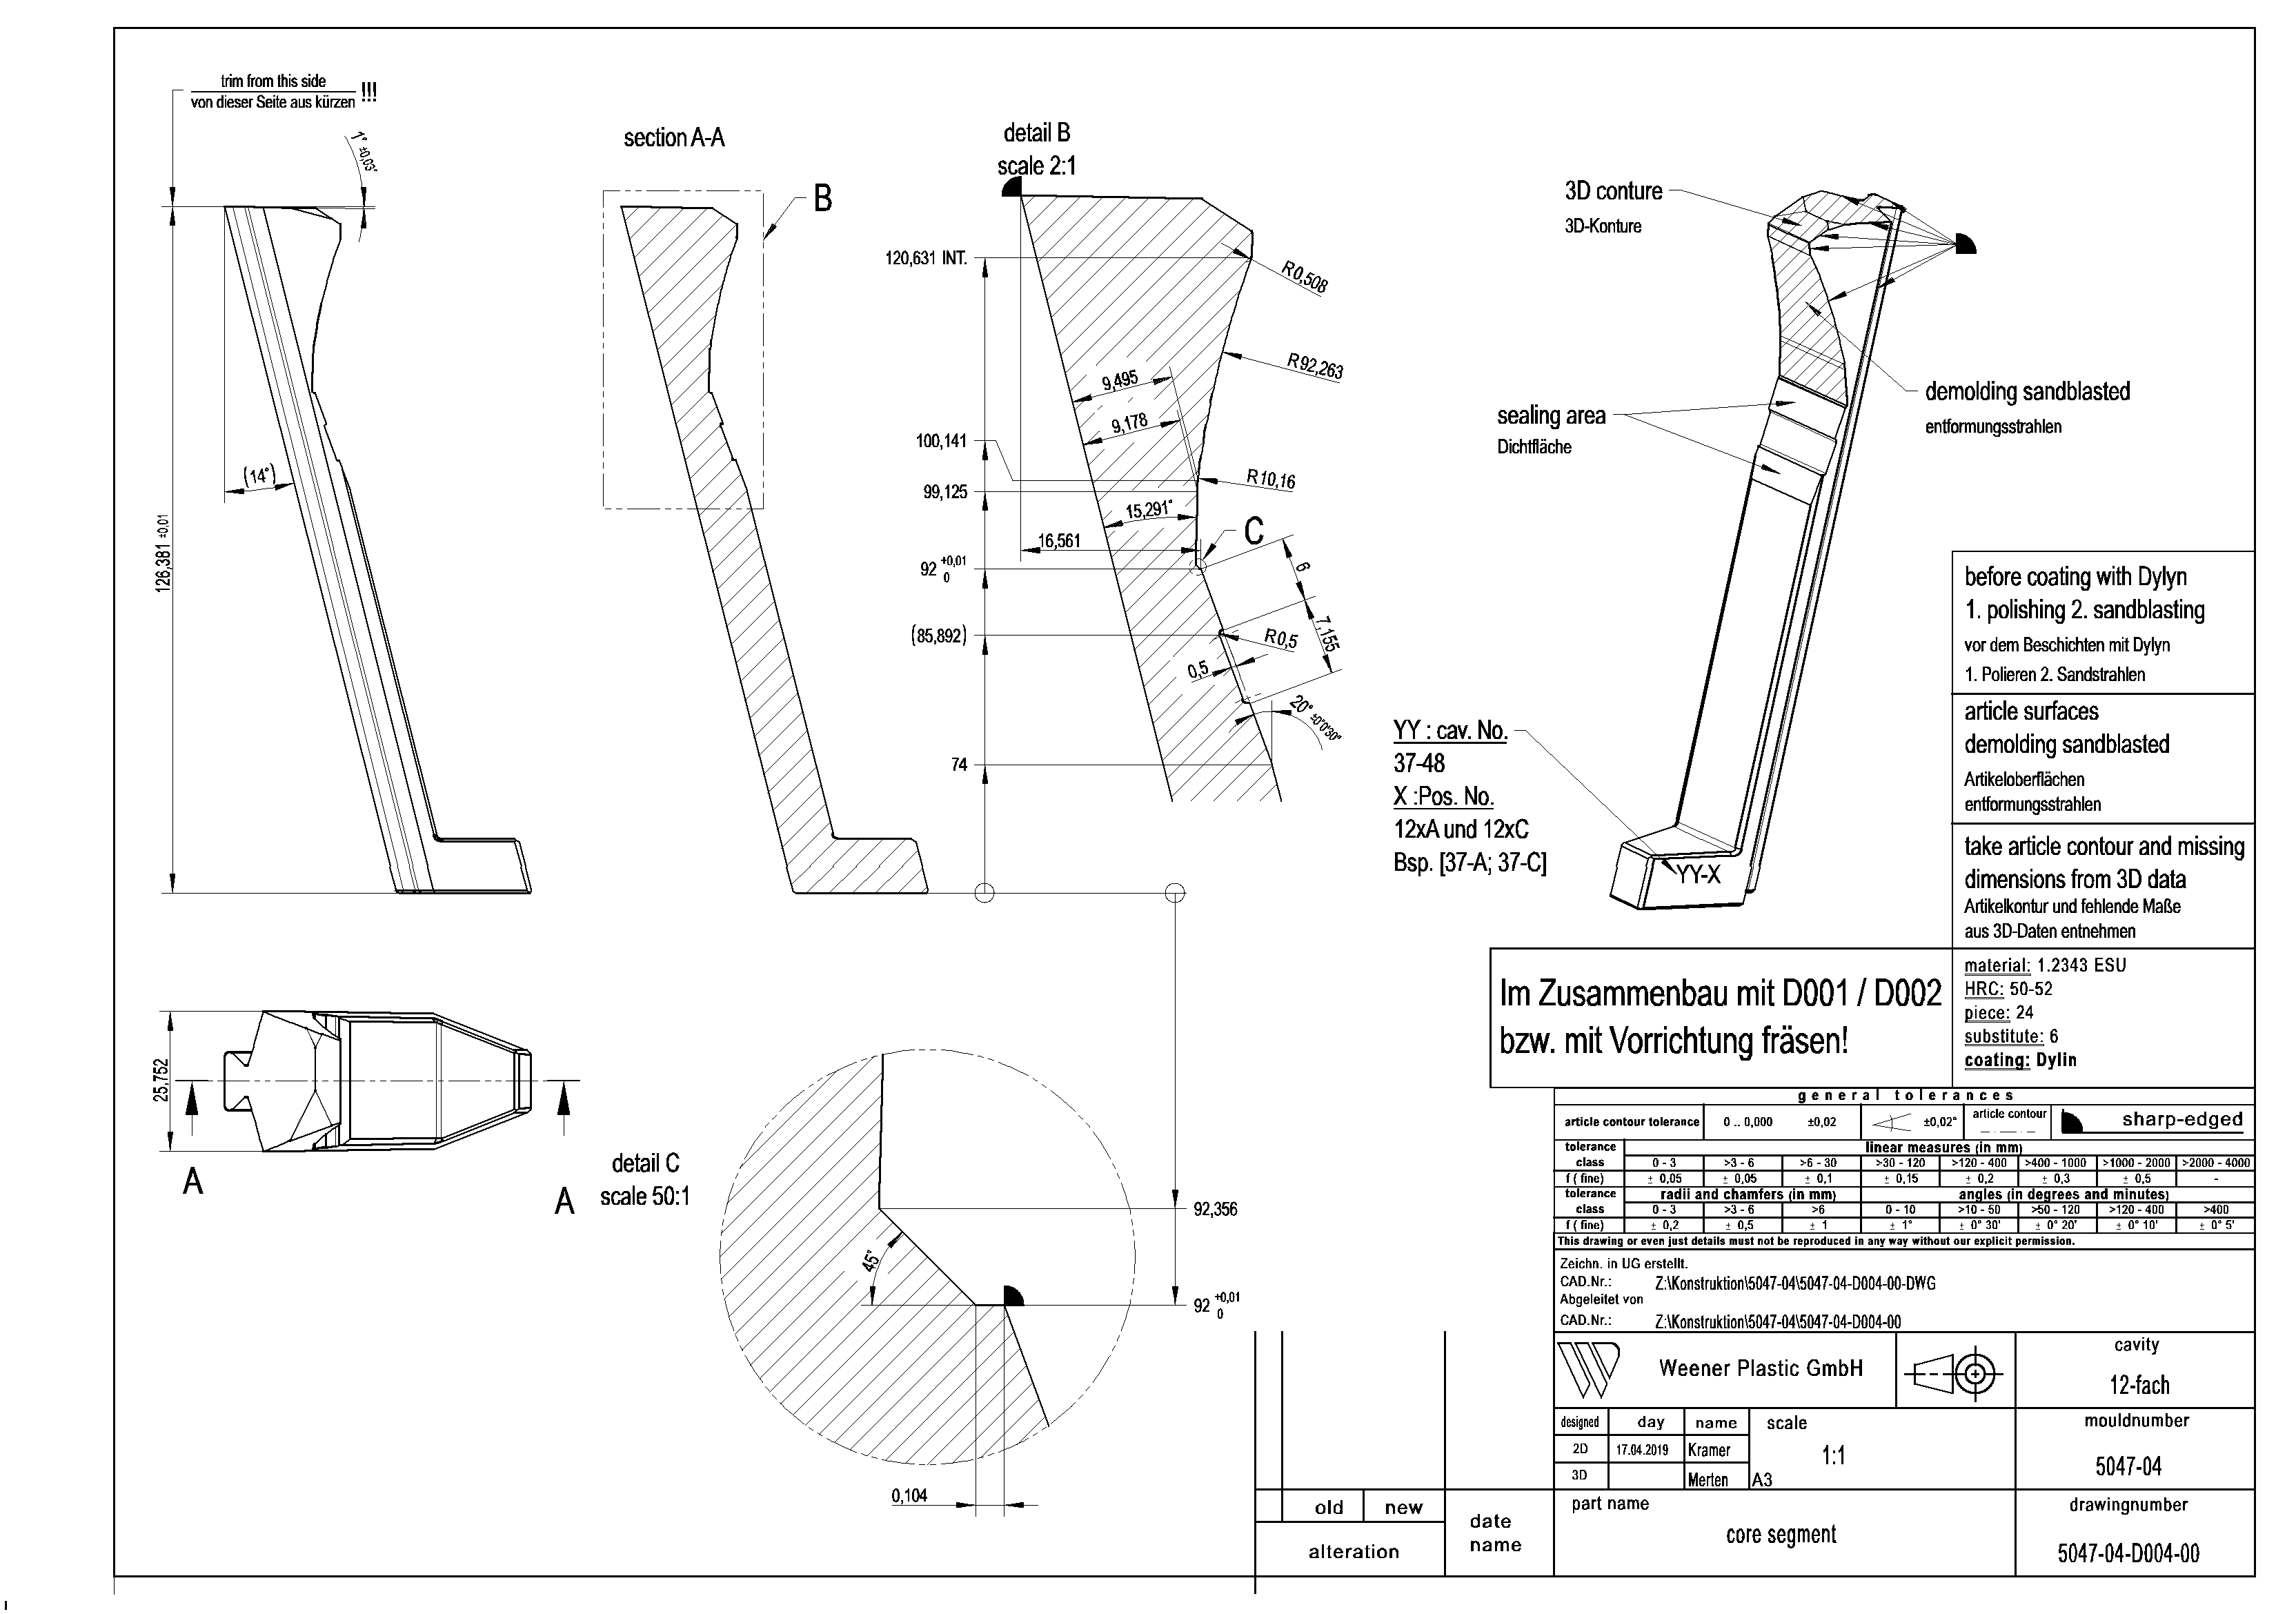 trim from this side
von dieser Seite aus kürzen !!!
1° ±0,03°
(14°)
126,381 ±0,01
section A-A
B
detail B
scale 2:1
120,631 INT.
R0,508
R92,263
9,495
9,178
100,141
99,125
R10,16
15,291°
16,561
C
92 +0,01
0
6
(85,892)
R0,5
7,155
0,5
20° ±0°0'30"
74
3D conture
3D-Konture
sealing area
Dichtfläche
demolding sandblasted
entformungsstrahlen
YY : cav. No.
37-48
X :Pos. No.
12xA und 12xC
Bsp. [37-A; 37-C]
YY-X
before coating with Dylyn
1. polishing 2. sandblasting
vor dem Beschichten mit Dylyn
1. Polieren 2. Sandstrahlen
article surfaces
demolding sandblasted
Artikeloberflächen
entformungsstrahlen
take article contour and missing
dimensions from 3D data
Artikelkontur und fehlende Maße
aus 3D-Daten entnehmen
Im Zusammenbau mit D001 / D002
bzw. mit Vorrichtung fräsen!
material: 1.2343 ESU
HRC: 50-52
piece: 24
substitute: 6
coating: Dylin
25,752
A
A
detail C
scale 50:1
45°
92,356
92 +0,01
0
0,104
general tolerances
article contour tolerance 0 .. 0,000 ±0,02 ±0,02° article contour sharp-edged
tolerance linear measures (in mm)
class 0 - 3 >3 - 6 >6 - 30 >30 - 120 >120 - 400 >400 - 1000 >1000 - 2000 >2000 - 4000
f ( fine) ± 0,05 ± 0,05 ± 0,1 ± 0,15 ± 0,2 ± 0,3 ± 0,5 -
tolerance radii and chamfers (in mm) angles (in degrees and minutes)
class 0 - 3 >3 - 6 >6 0 - 10 >10 - 50 >50 - 120 >120 - 400 >400
f ( fine) ± 0,2 ± 0,5 ± 1 ± 1° ± 0° 30' ± 0° 20' ± 0° 10' ± 0° 5'
This drawing or even just details must not be reproduced in any way without our explicit permission.
Zeichn. in UG erstellt.
CAD.Nr.: Z:\Konstruktion\5047-04\5047-04-D004-00-DWG
Abgeleitet von
CAD.Nr.: Z:\Konstruktion\5047-04\5047-04-D004-00
Weener Plastic GmbH
cavity
12-fach
designed day name scale
2D 17.04.2019 Kramer 1:1
3D Merten A3
mouldnumber
5047-04
part name
core segment
drawingnumber
5047-04-D004-00
old new
alteration
date
name